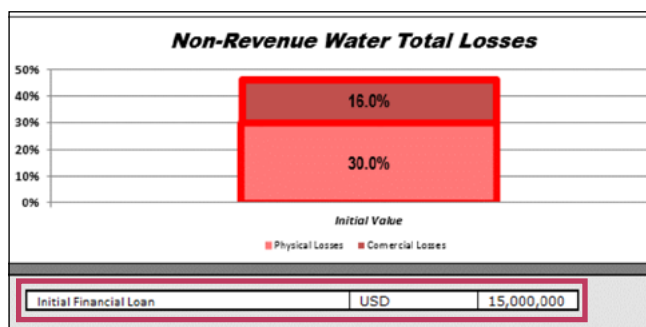 Non-Revenue Water Total Losses
50%
40%
30%
20%
10%
0%
16.0%
30.0%
Initial Value
Physical Losses Comercial Losses
Initial Financial Loan USD 15,000,000